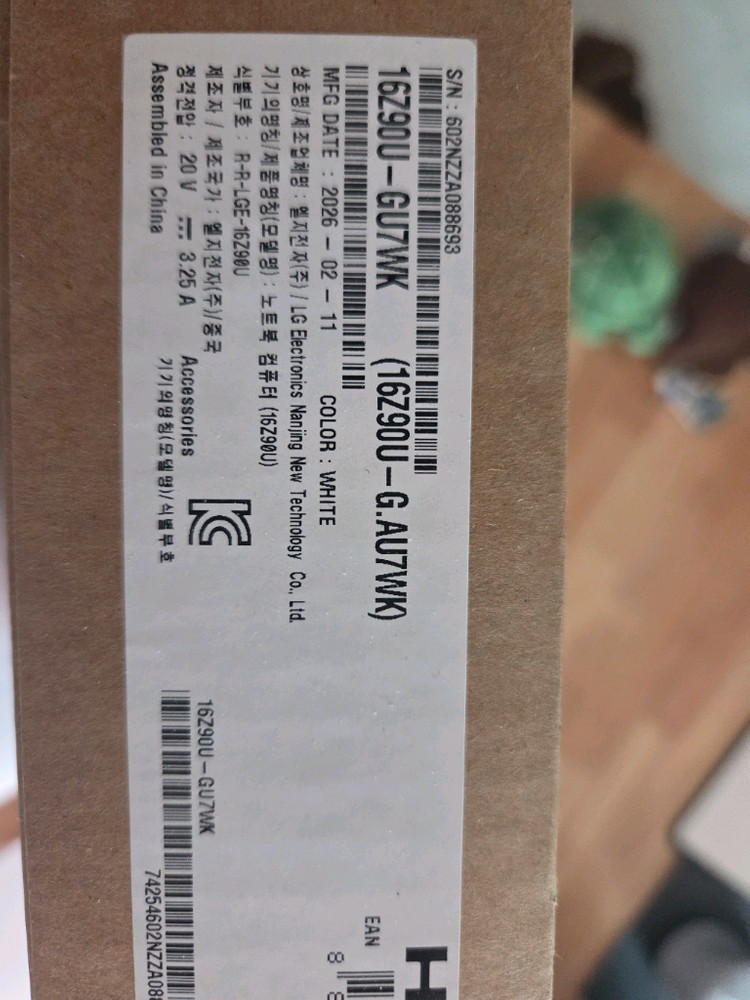 S/N : 602NZZA088693
16Z90U-GU7WK (16Z90U-G.AU7WK)
MFG DATE : 2026 - 02 - 11 COLOR : WHITE
상호명/제조업체명 : 엘지전자(주) / LG Electronics Nanjing New Technology Co., Ltd.
기기의명칭/제품명칭(모델명) : 노트북 컴퓨터 (16Z90U)
식별부호 : R-R-LGE-16Z90U
제조자 / 제조국가 : 엘지전자(주)/중국
정격전압 : 20 V ⎓ 3.25 A
Assembled in China
Accessories
기기의명칭(모델명)/식별부호
16Z90U-GU7WK
EAN
8 8